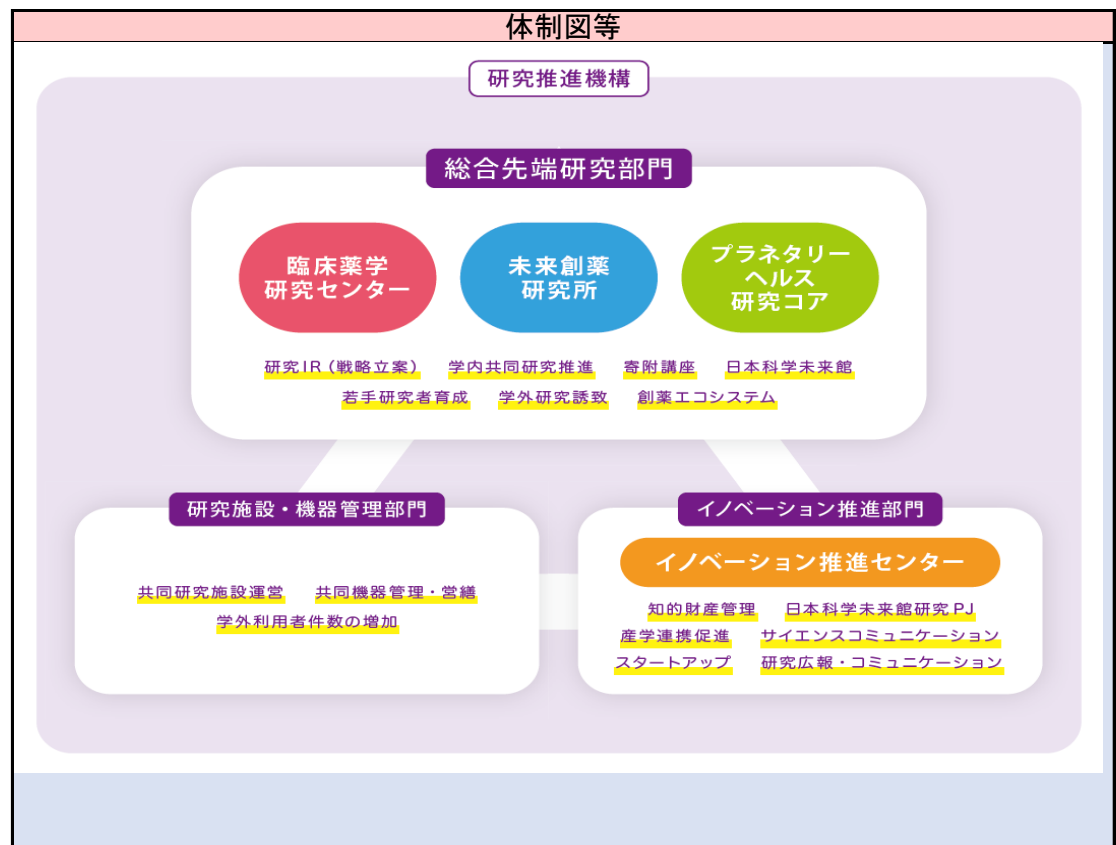 体制図等
研究推進機構
総合先端研究部門
臨床薬学
研究センター
未来創薬
研究所
プラネタリー
ヘルス
研究コア
研究IR（戦略立案） 学内共同研究推進 寄附講座 日本科学未来館
若手研究者育成 学外研究誘致 創薬エコシステム
研究施設・機器管理部門
共同研究施設運営 共同機器管理・営繕
学外利用者件数の増加
イノベーション推進部門
イノベーション推進センター
知的財産管理 日本科学未来館研究PJ
産学連携促進 サイエンスコミュニケーション
スタートアップ 研究広報・コミュニケーション